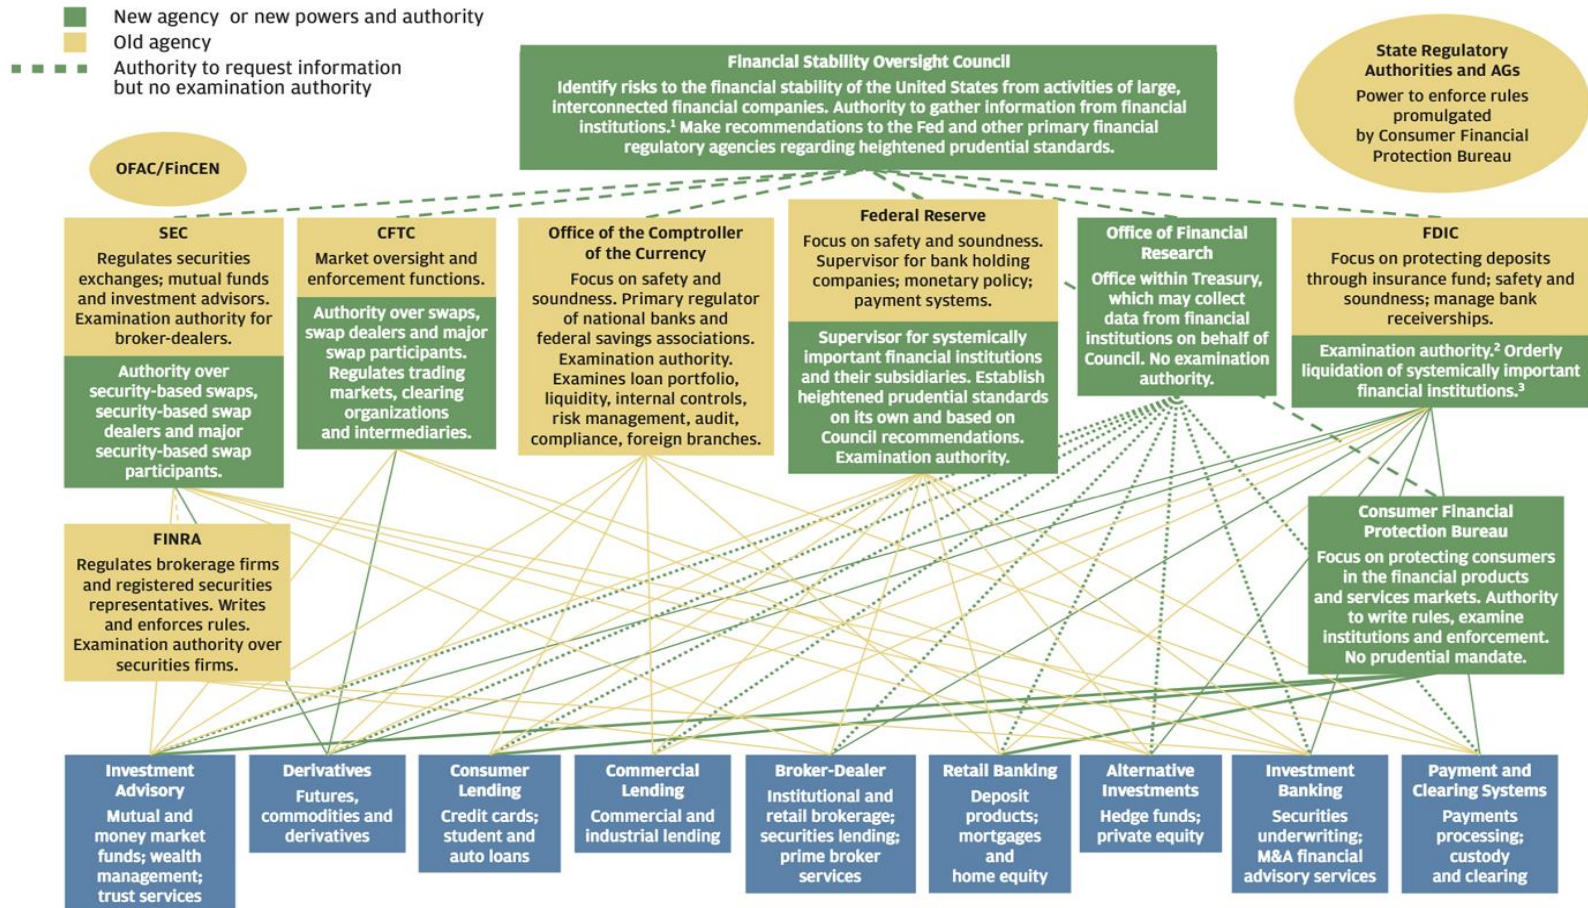 New agency or new powers and authority
Old agency
Authority to request information
but no examination authority
Financial Stability Oversight Council
Identify risks to the financial stability of the United States from activities of large,
interconnected financial companies. Authority to gather information from financial
institutions.¹ Make recommendations to the Fed and other primary financial
regulatory agencies regarding heightened prudential standards.
State Regulatory
Authorities and AGs
Power to enforce rules
promulgated
by Consumer Financial
Protection Bureau
OFAC/FinCEN
SEC
Regulates securities
exchanges; mutual funds
and investment advisors.
Examination authority for
broker-dealers.
Authority over
security-based swaps,
security-based swap
dealers and major
security-based swap
participants.
CFTC
Market oversight and
enforcement functions.
Authority over swaps,
swap dealers and major
swap participants.
Regulates trading
markets, clearing
organizations
and intermediaries.
Office of the Comptroller
of the Currency
Focus on safety and
soundness. Primary regulator
of national banks and
federal savings associations.
Examination authority.
Examines loan portfolio,
liquidity, internal controls,
risk management, audit,
compliance, foreign branches.
Federal Reserve
Focus on safety and soundness.
Supervisor for bank holding
companies; monetary policy;
payment systems.
Supervisor for systemically
important financial institutions
and their subsidiaries. Establish
heightened prudential standards
on its own and based on
Council recommendations.
Examination authority.
Office of Financial
Research
Office within Treasury,
which may collect
data from financial
institutions on behalf of
Council. No examination
authority.
FDIC
Focus on protecting deposits
through insurance fund; safety and
soundness; manage bank
receiverships.
Examination authority.² Orderly
liquidation of systemically important
financial institutions.³
FINRA
Regulates brokerage firms
and registered securities
representatives. Writes
and enforces rules.
Examination authority over
securities firms.
Consumer Financial
Protection Bureau
Focus on protecting consumers
in the financial products
and services markets. Authority
to write rules, examine
institutions and enforcement.
No prudential mandate.
Investment
Advisory
Mutual and
money market
funds; wealth
management;
trust services
Derivatives
Futures,
commodities and
derivatives
Consumer
Lending
Credit cards;
student and
auto loans
Commercial
Lending
Commercial and
industrial lending
Broker-Dealer
Institutional and
retail brokerage;
securities lending;
prime broker
services
Retail Banking
Deposit
products;
mortgages
and
home equity
Alternative
Investments
Hedge funds;
private equity
Investment
Banking
Securities
underwriting;
M&A financial
advisory services
Payment and
Clearing Systems
Payments
processing;
custody
and clearing